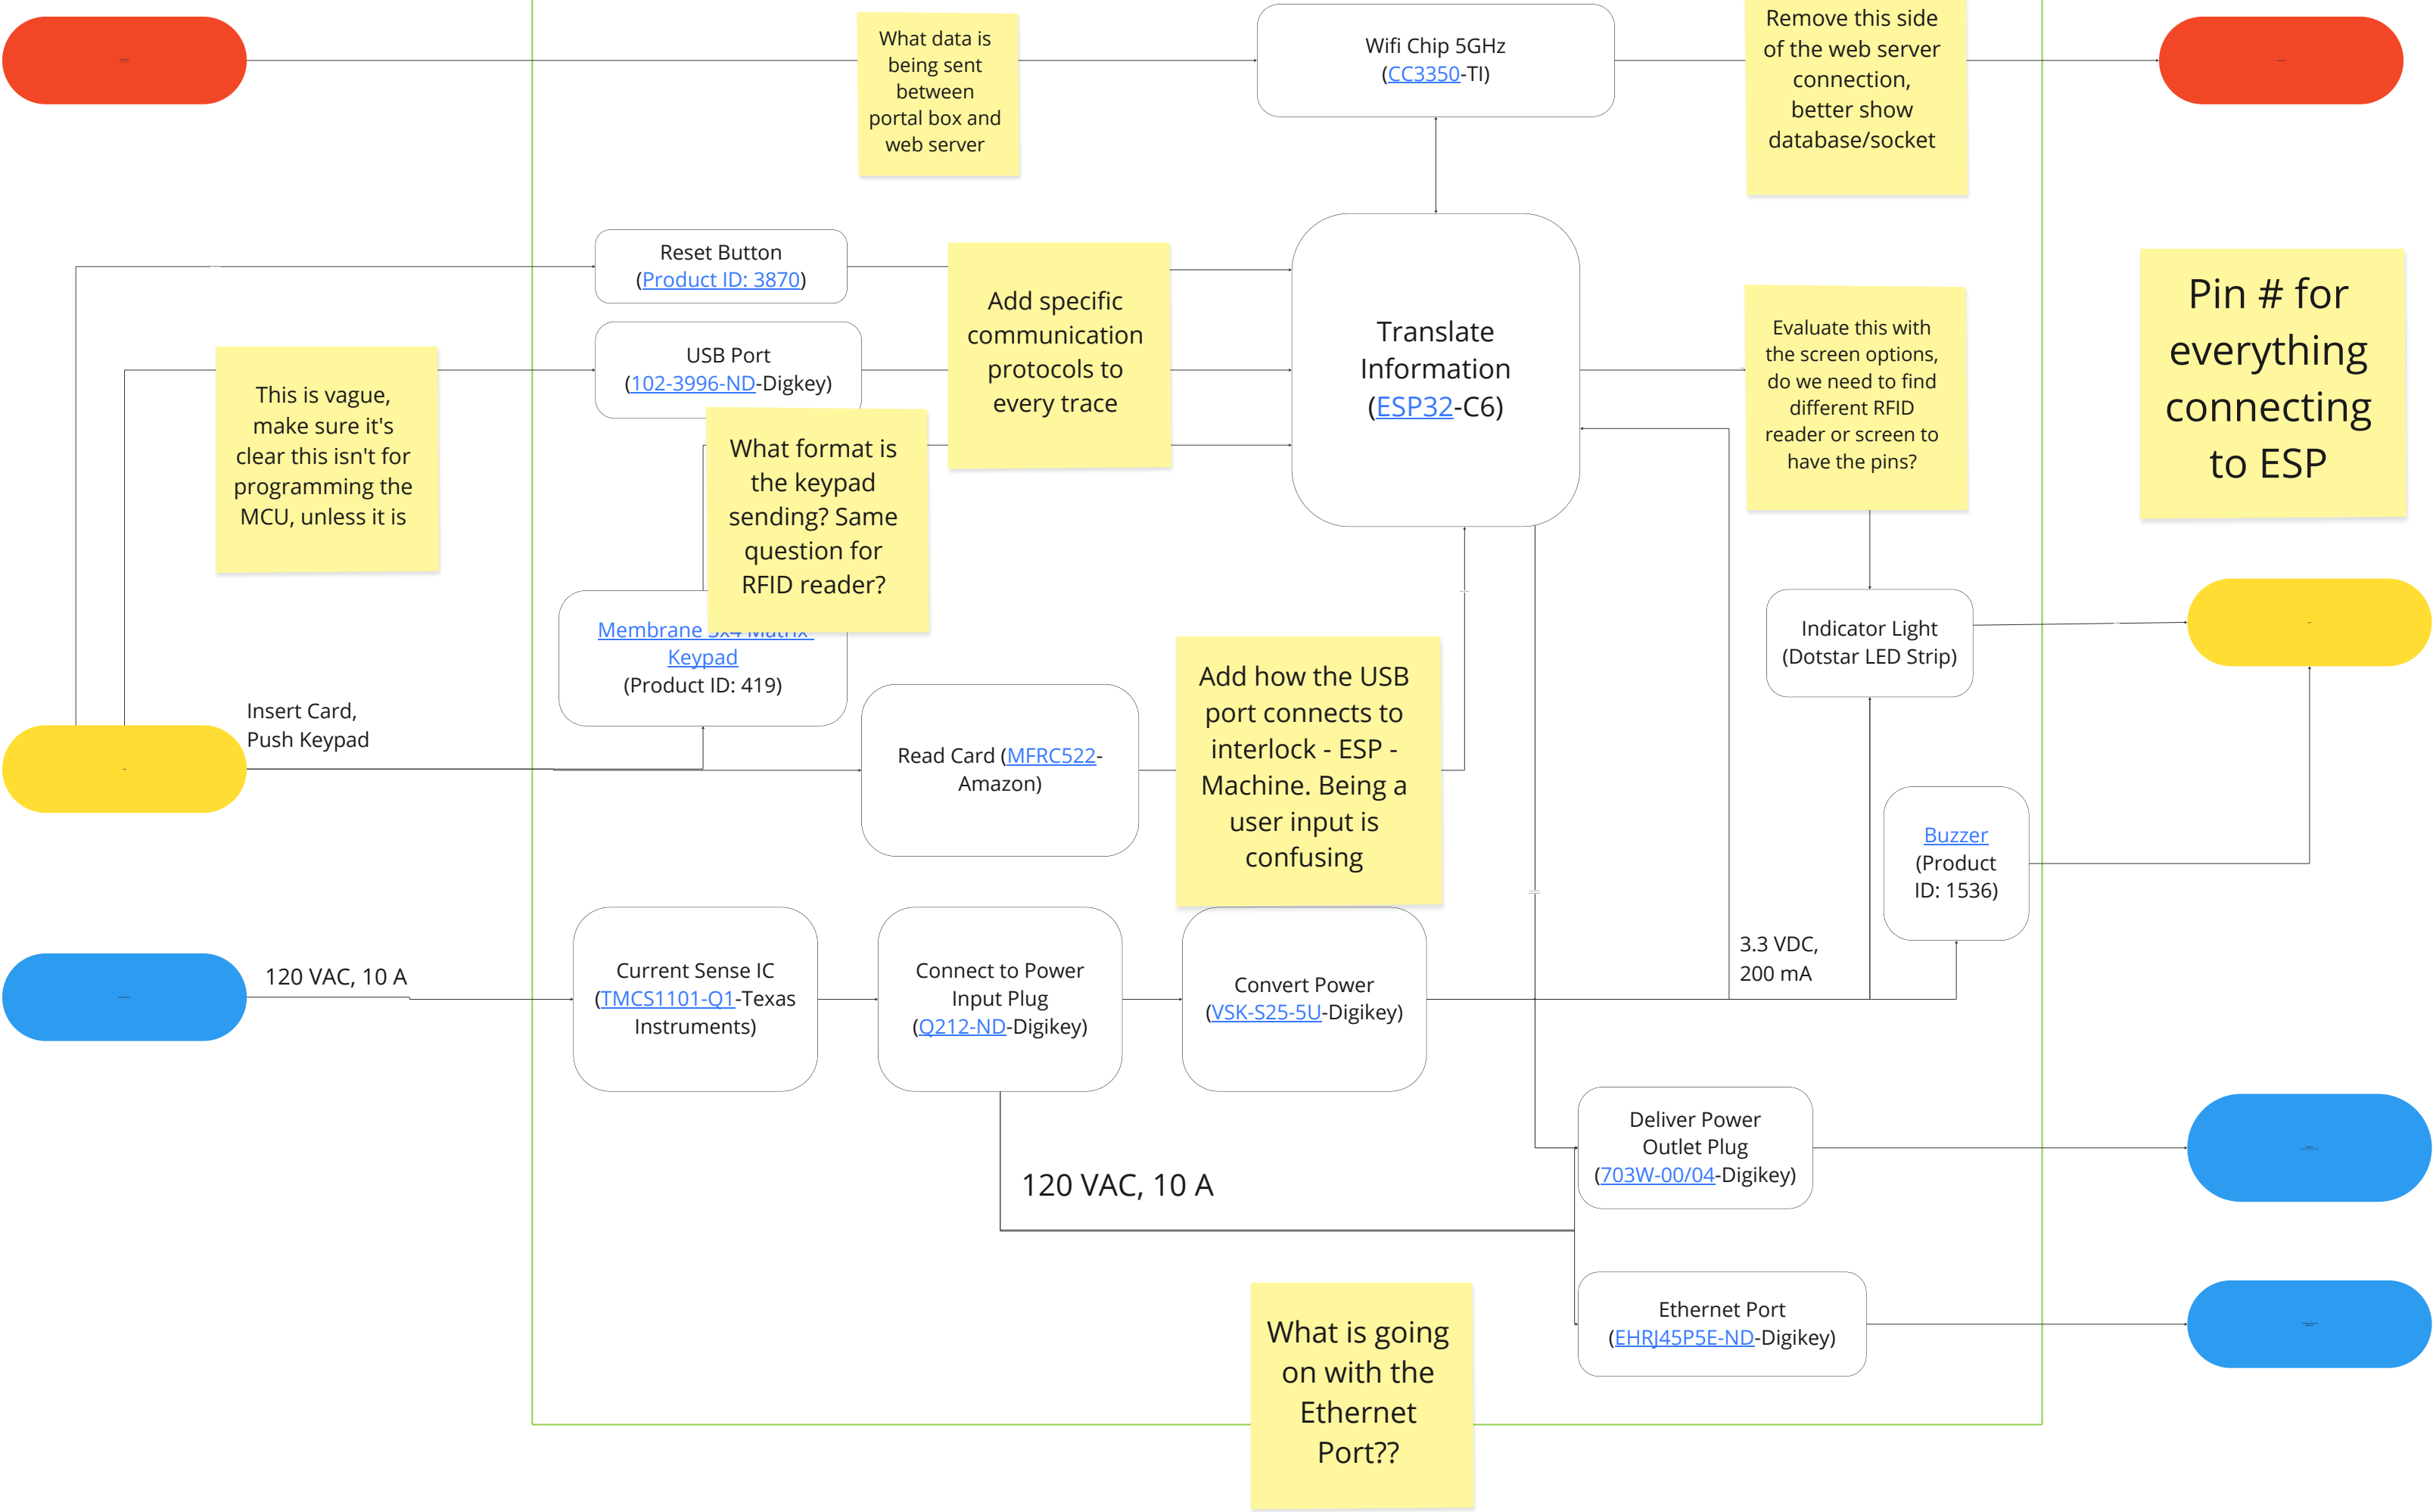 What data is
being sent
between
portal box and
web server
Wifi Chip 5GHz
(CC3350-TI)
Remove this side
of the web server
connection,
better show
database/socket
Reset Button
(Product ID: 3870)
USB Port
(102-3996-ND-Digkey)
Add specific
communication
protocols to
every trace
Translate
Information
(ESP32-C6)
Evaluate this with
the screen options,
do we need to find
different RFID
reader or screen to
have the pins?
Pin # for
everything
connecting
to ESP
This is vague,
make sure it's
clear this isn't for
programming the
MCU, unless it is
What format is
the keypad
sending? Same
question for
RFID reader?
Membrane 3x4 Matrix
Keypad
(Product ID: 419)
Indicator Light
(Dotstar LED Strip)
Insert Card,
Push Keypad
Read Card (MFRC522-
Amazon)
Add how the USB
port connects to
interlock - ESP -
Machine. Being a
user input is
confusing
Buzzer
(Product
ID: 1536)
120 VAC, 10 A
Current Sense IC
(TMCS1101-Q1-Texas
Instruments)
Connect to Power
Input Plug
(Q212-ND-Digikey)
Convert Power
(VSK-S25-5U-Digikey)
3.3 VDC,
200 mA
120 VAC, 10 A
Deliver Power
Outlet Plug
(703W-00/04-Digikey)
Ethernet Port
(EHRJ45P5E-ND-Digikey)
What is going
on with the
Ethernet
Port??